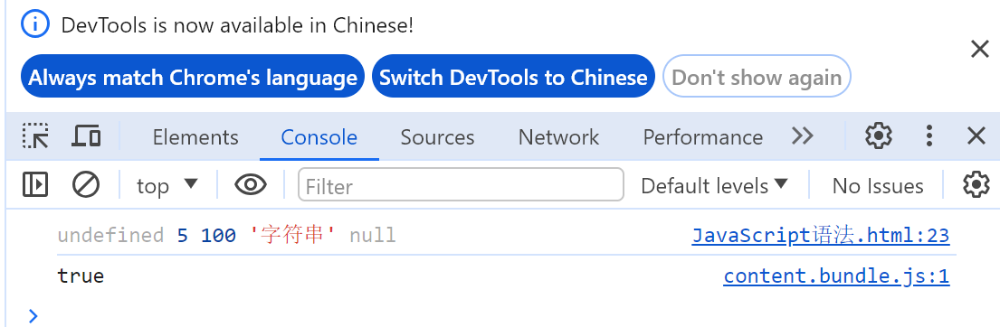 DevTools is now available in Chinese!
Always match Chrome's language Switch DevTools to Chinese Don't show again
Elements Console Sources Network Performance
top Filter Default levels No Issues
undefined 5 100 '字符串' null JavaScript语法.html:23
true content.bundle.js:1